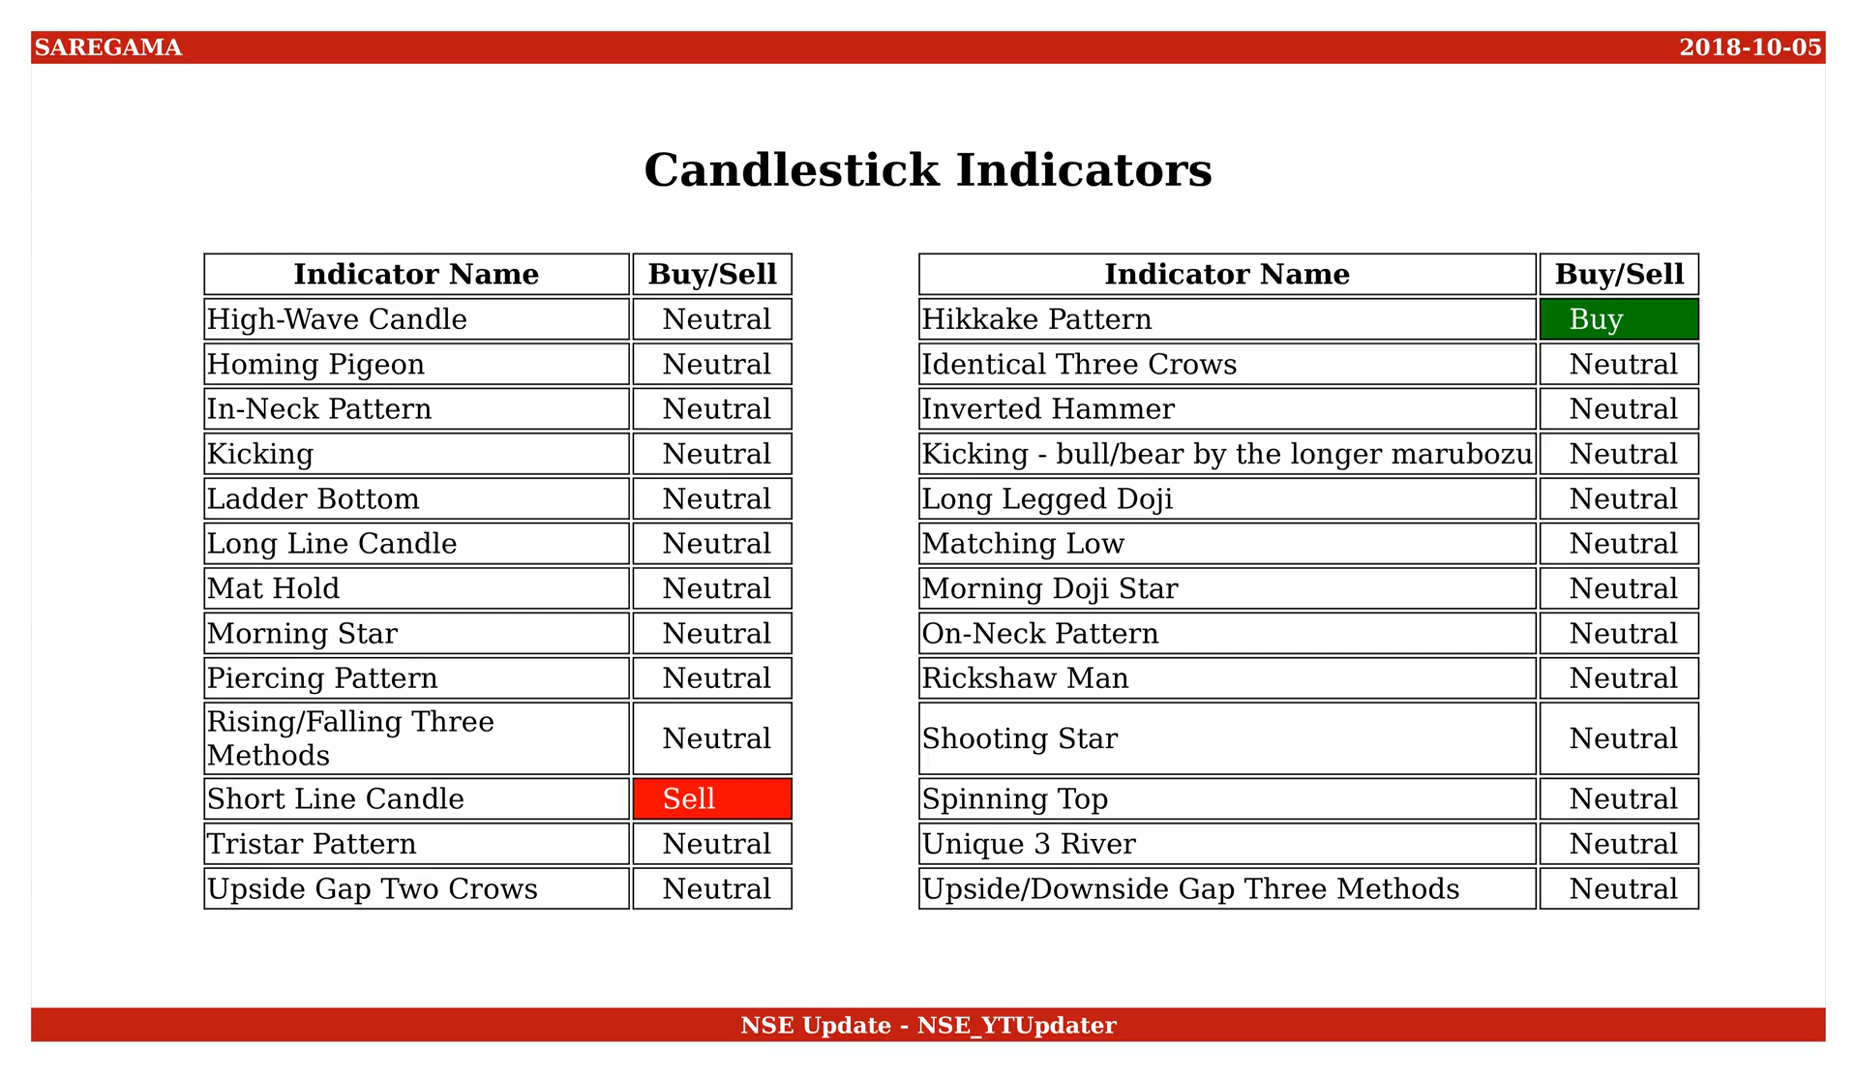 SAREGAMA 2018-10-05
Candlestick Indicators
Indicator Name Buy/Sell
High-Wave Candle Neutral
Homing Pigeon Neutral
In-Neck Pattern Neutral
Kicking Neutral
Ladder Bottom Neutral
Long Line Candle Neutral
Mat Hold Neutral
Morning Star Neutral
Piercing Pattern Neutral
Rising/Falling Three
Methods Neutral
Short Line Candle Sell
Tristar Pattern Neutral
Upside Gap Two Crows Neutral
Indicator Name Buy/Sell
Hikkake Pattern Buy
Identical Three Crows Neutral
Inverted Hammer Neutral
Kicking - bull/bear by the longer marubozu Neutral
Long Legged Doji Neutral
Matching Low Neutral
Morning Doji Star Neutral
On-Neck Pattern Neutral
Rickshaw Man Neutral
Shooting Star Neutral
Spinning Top Neutral
Unique 3 River Neutral
Upside/Downside Gap Three Methods Neutral
NSE Update - NSE_YTUpdater